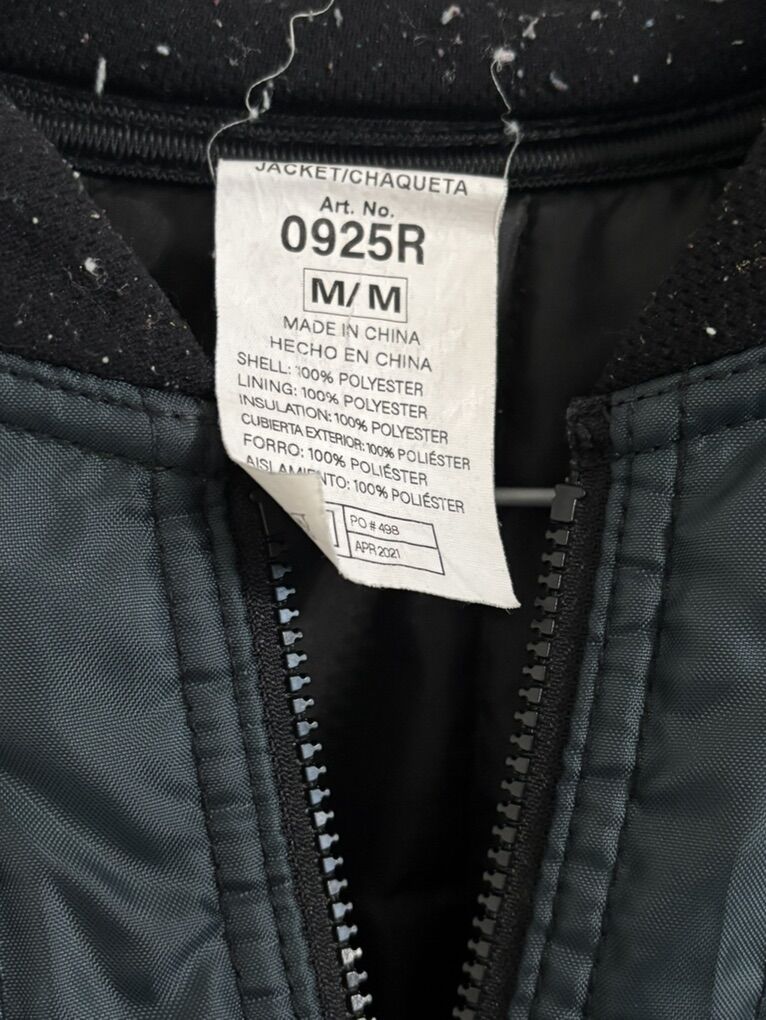 JACKET/CHAQUETA
Art. No.
0925R
M/ M
MADE IN CHINA
HECHO EN CHINA
SHELL: 100% POLYESTER
LINING: 100% POLYESTER
INSULATION: 100% POLYESTER
CUBIERTA EXTERIOR: 100% POLIÉSTER
FORRO: 100% POLIÉSTER
100% POLIÉSTER
PO # 498
APR 2021